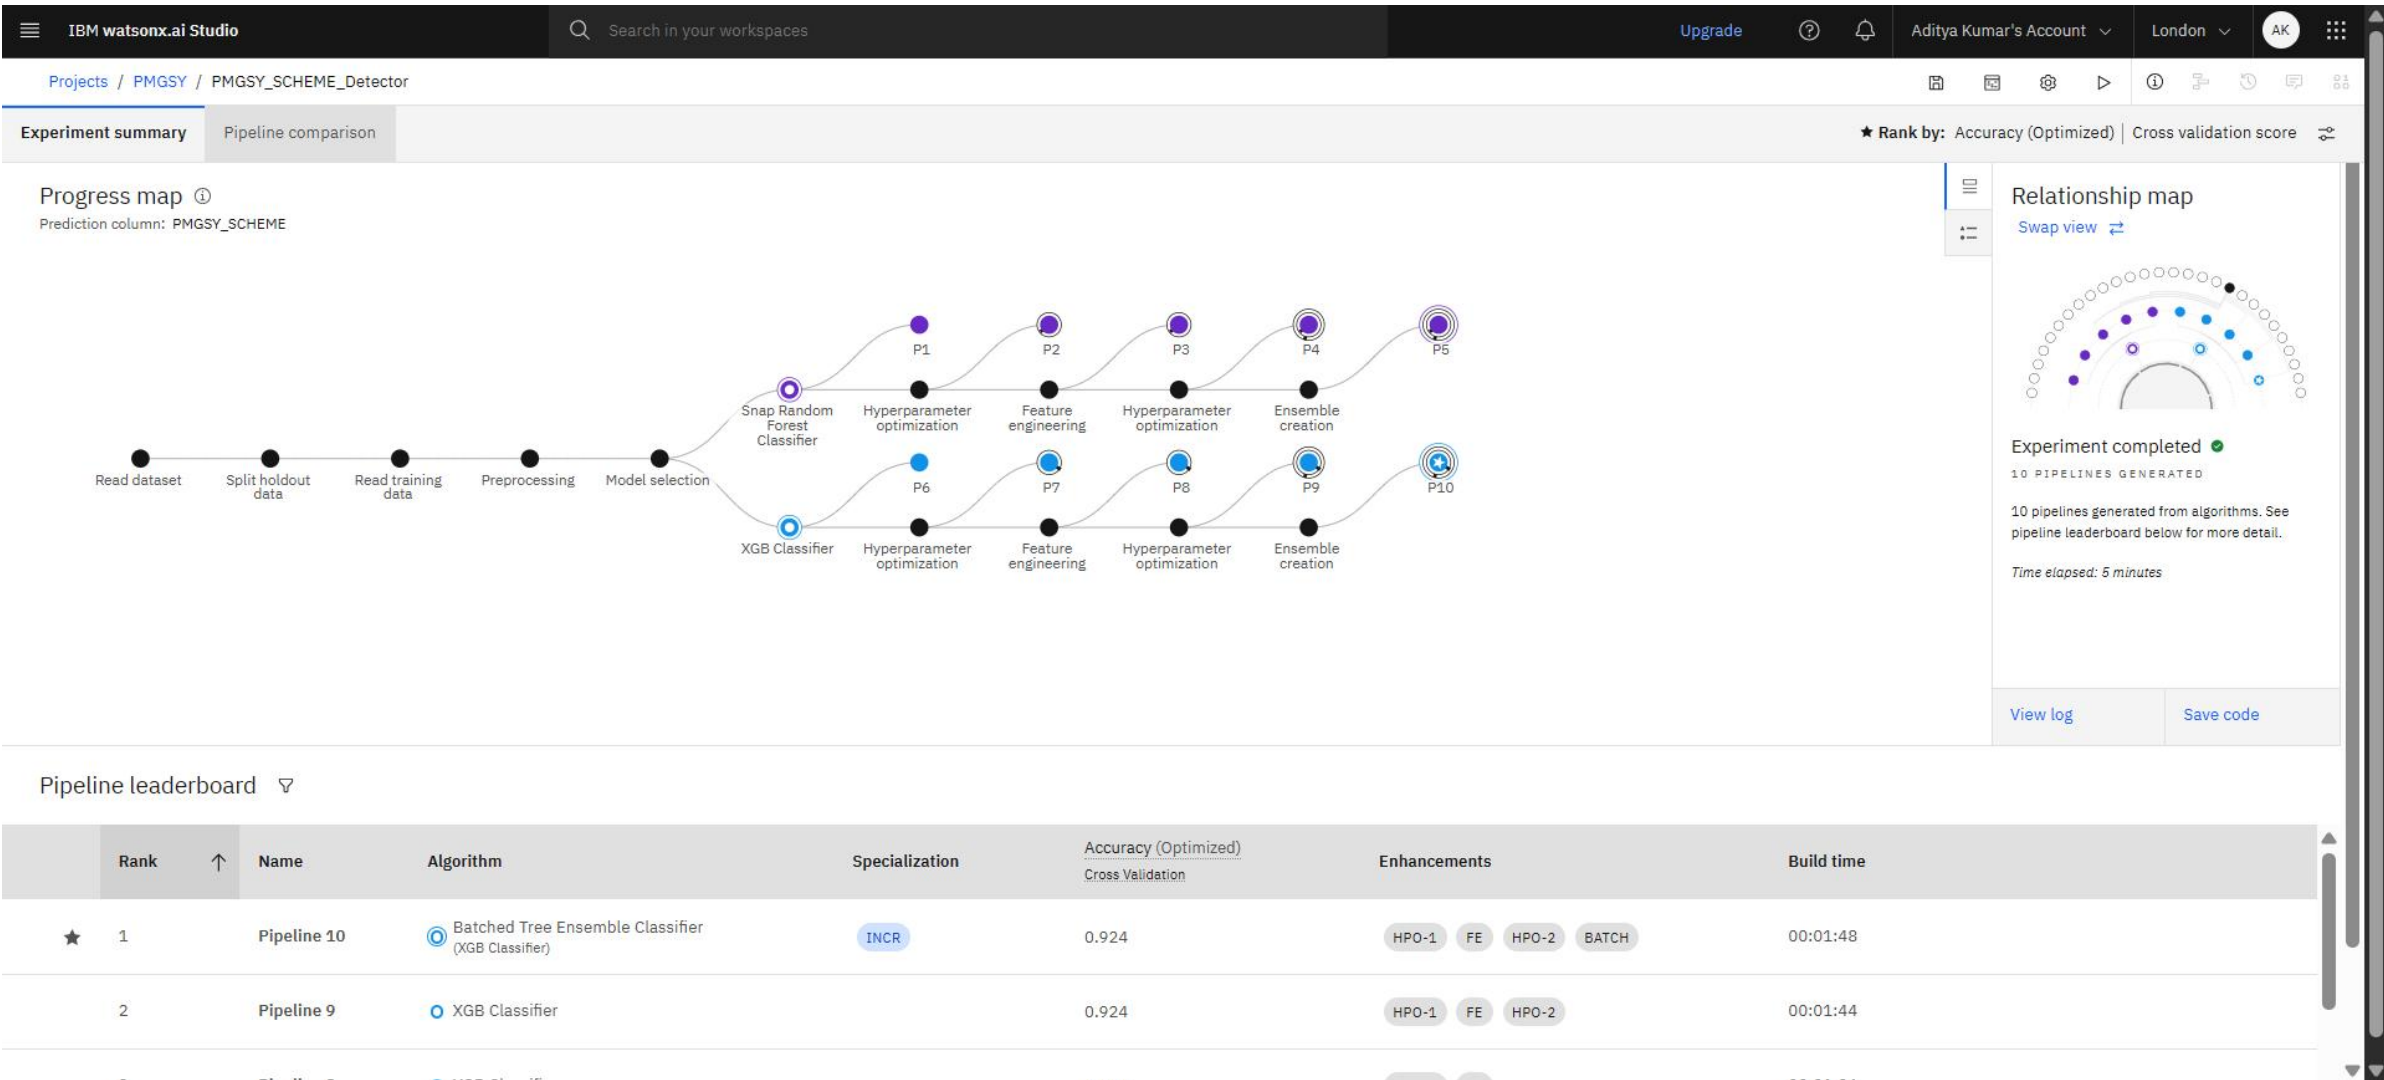 IBM watsonx.ai Studio
Search in your workspaces
Upgrade
Aditya Kumar's Account
London
AK
Projects / PMGSY / PMGSY_SCHEME_Detector
Experiment summary
Pipeline comparison
Rank by: Accuracy (Optimized) | Cross validation score
Progress map
Prediction column: PMGSY_SCHEME
Relationship map
Swap view
P1
P2
P3
P4
P5
Snap Random
Forest
Classifier
Hyperparameter
optimization
Feature
engineering
Hyperparameter
optimization
Ensemble
creation
Read dataset
Split holdout
data
Read training
data
Preprocessing
Model selection
P6
P7
P8
P9
P10
XGB Classifier
Hyperparameter
optimization
Feature
engineering
Hyperparameter
optimization
Ensemble
creation
Experiment completed
10 PIPELINES GENERATED
10 pipelines generated from algorithms. See
pipeline leaderboard below for more detail.
Time elapsed: 5 minutes
View log
Save code
Pipeline leaderboard
Rank
Name
Algorithm
Specialization
Accuracy (Optimized)
Cross Validation
Enhancements
Build time
1
Pipeline 10
Batched Tree Ensemble Classifier
(XGB Classifier)
INCR
0.924
HPO-1 FE HPO-2 BATCH
00:01:48
2
Pipeline 9
XGB Classifier
0.924
HPO-1 FE HPO-2
00:01:44